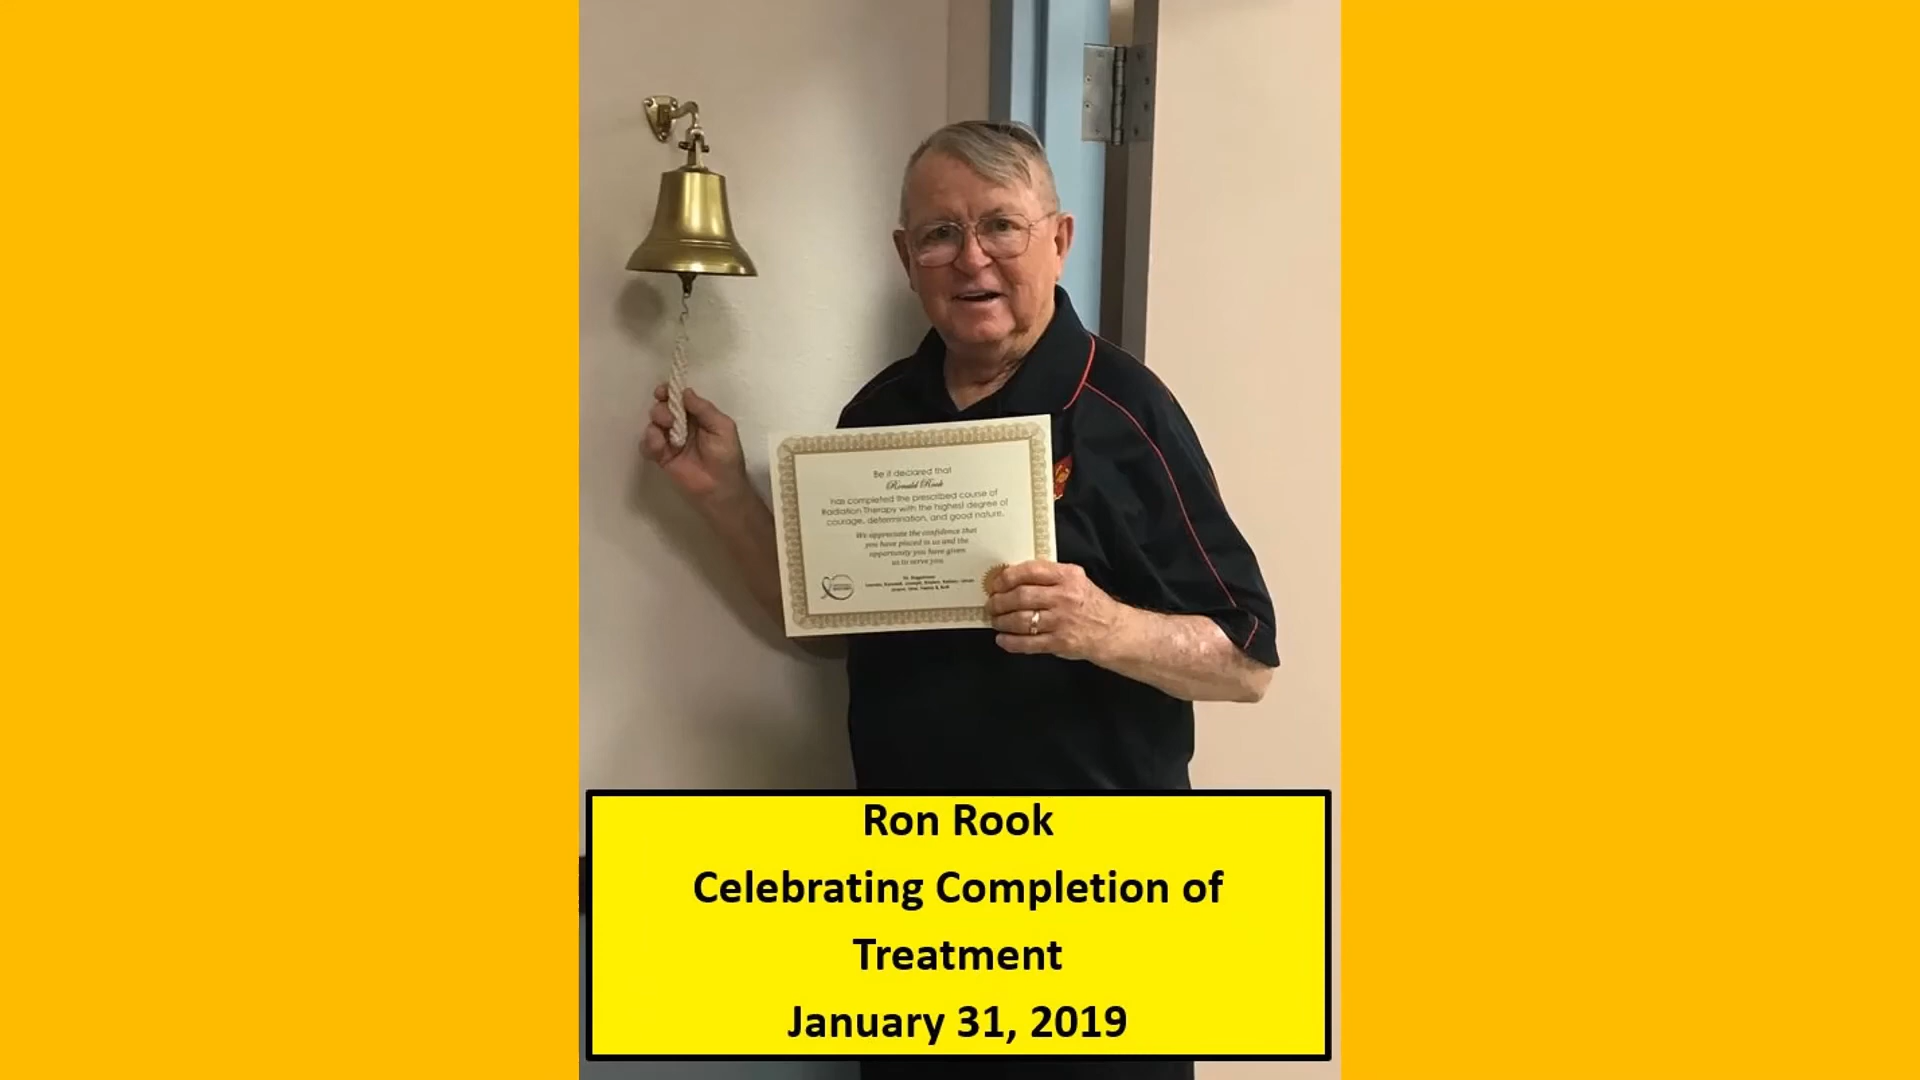 Be it declared that
Ronald Rook
has completed the prescribed course of
Radiation Therapy with the highest degree of
courage, determination, and good nature.
We appreciate the confidence that
you have placed in us and the
opportunity you have given
us to serve you.
Ron Rook
Celebrating Completion of
Treatment
January 31, 2019